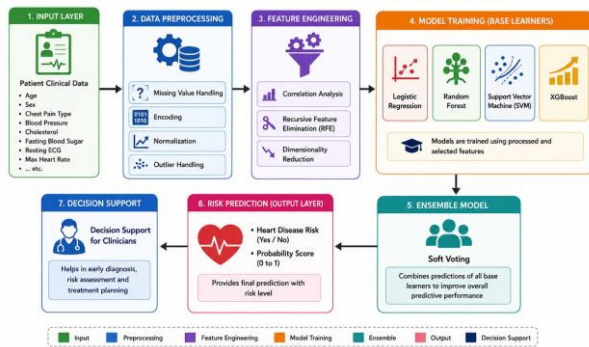 1. INPUT LAYER
Patient Clinical Data
• Age
• Sex
• Chest Pain Type
• Blood Pressure
• Cholesterol
• Fasting Blood Sugar
• Resting ECG
• Max Heart Rate
• ... etc.
2. DATA PREPROCESSING
?
Missing Value Handling
0101
1010
Encoding
Normalization
Outlier Handling
3. FEATURE ENGINEERING
Correlation Analysis
Recursive Feature
Elimination (RFE)
Dimensionality
Reduction
4. MODEL TRAINING (BASE LEARNERS)
Logistic
Regression
Random
Forest
Support Vector
Machine (SVM)
XGBoost
Models are trained using processed and
selected features
7. DECISION SUPPORT
Decision Support
for Clinicians
Helps in early diagnosis,
risk assessment and
treatment planning
6. RISK PREDICTION (OUTPUT LAYER)
• Heart Disease Risk
(Yes / No)
• Probability Score
(0 to 1)
Provides final prediction with
risk level
5. ENSEMBLE MODEL
Soft Voting
Combines predictions of all base
learners to improve overall
predictive performance
Input
Preprocessing
Feature Engineering
Model Training
Ensemble
Output
Decision Support